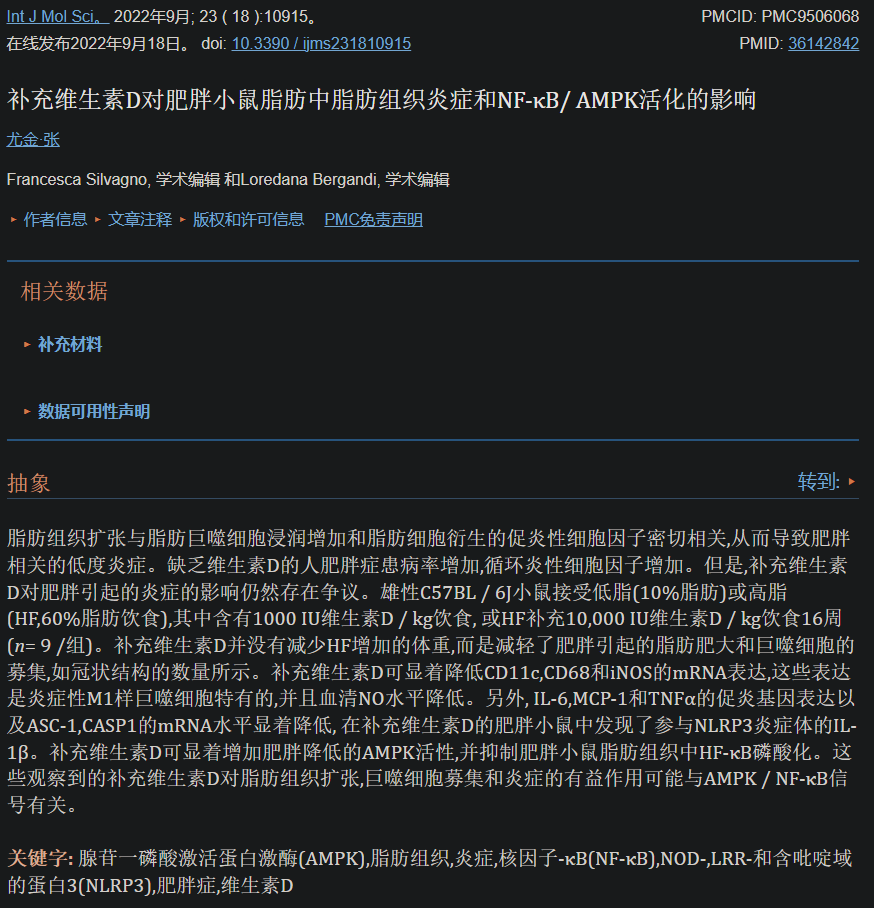 Int J Mol Sci。 2022年9月; 23 ( 18 ):10915。 PMCID: PMC9506068
在线发布2022年9月18日。 doi: 10.3390 / ijms231810915 PMID: 36142842
补充维生素D对肥胖小鼠脂肪中脂肪组织炎症和NF-κB/ AMPK活化的影响
尤金·张
Francesca Silvagno, 学术编辑 和Loredana Bergandi, 学术编辑
▸ 作者信息 ▸ 文章注释 ▸ 版权和许可信息 PMC免责声明
相关数据
▸ 补充材料
▸ 数据可用性声明
抽象 转到: ▸
脂肪组织扩张与脂肪巨噬细胞浸润增加和脂肪细胞衍生的促炎性细胞因子密切相关,从而导致肥胖
相关的低度炎症。缺乏维生素D的人肥胖症患病率增加,循环炎性细胞因子增加。但是,补充维生素
D对肥胖引起的炎症的影响仍然存在争议。雄性C57BL / 6J小鼠接受低脂(10%脂肪)或高脂
(HF,60%脂肪饮食),其中含有1000 IU维生素D / kg饮食, 或HF补充10,000 IU维生素D / kg饮食16周
(n= 9 /组)。补充维生素D并没有减少HF增加的体重,而是减轻了肥胖引起的脂肪肥大和巨噬细胞的
募集,如冠状结构的数量所示。补充维生素D可显着降低CD11c,CD68和iNOS的mRNA表达,这些表达
是炎症性M1样巨噬细胞特有的,并且血清NO水平降低。另外, IL-6,MCP-1和TNFα的促炎基因表达以
及ASC-1,CASP1的mRNA水平显着降低, 在补充维生素D的肥胖小鼠中发现了参与NLRP3炎症体的IL-
1β。补充维生素D可显着增加肥胖降低的AMPK活性,并抑制肥胖小鼠脂肪组织中HF-κB磷酸化。这
些观察到的补充维生素D对脂肪组织扩张,巨噬细胞募集和炎症的有益作用可能与AMPK / NF-κB信
号有关。
关键字: 腺苷一磷酸激活蛋白激酶(AMPK),脂肪组织,炎症,核因子-κB(NF-κB),NOD-,LRR-和含吡啶域
的蛋白3(NLRP3),肥胖症,维生素D